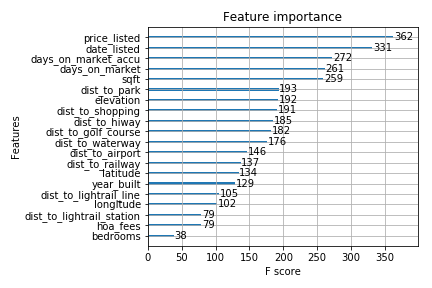 Feature importance
Features
price_listed 362
date_listed 331
days_on_market_accu 272
days_on_market 261
sqft 259
dist_to_park 193
elevation 192
dist_to_shopping 191
dist_to_hiway 185
dist_to_golf_course 182
dist_to_waterway 176
dist_to_airport 146
dist_to_railway 137
latitude 134
year_built 129
dist_to_lightrail_line 105
longitude 102
dist_to_lightrail_station 79
hoa_fees 79
bedrooms 38
0 50 100 150 200 250 300 350
F score